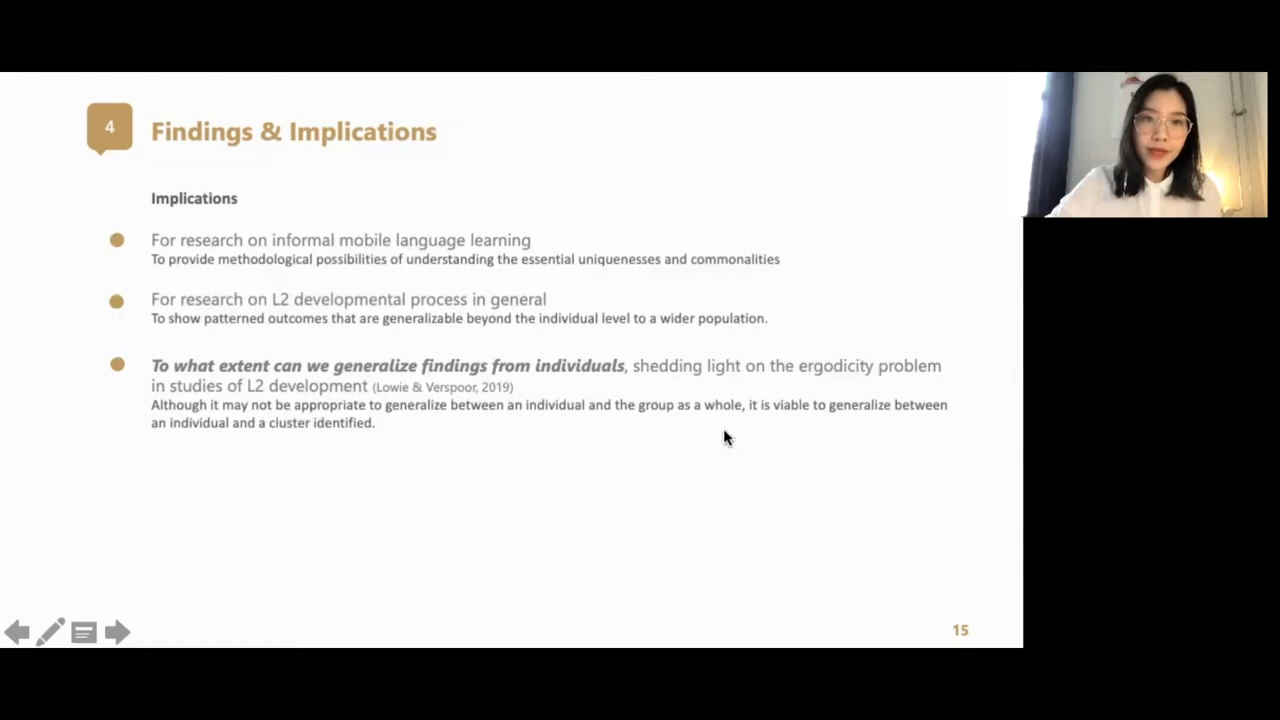 4
Findings & Implications
Implications
For research on informal mobile language learning
To provide methodological possibilities of understanding the essential uniquenesses and commonalities
For research on L2 developmental process in general
To show patterned outcomes that are generalizable beyond the individual level to a wider population.
To what extent can we generalize findings from individuals, shedding light on the ergodicity problem
in studies of L2 development (Lowie & Verspoor, 2019)
Although it may not be appropriate to generalize between an individual and the group as a whole, it is viable to generalize between
an individual and a cluster identified.
15